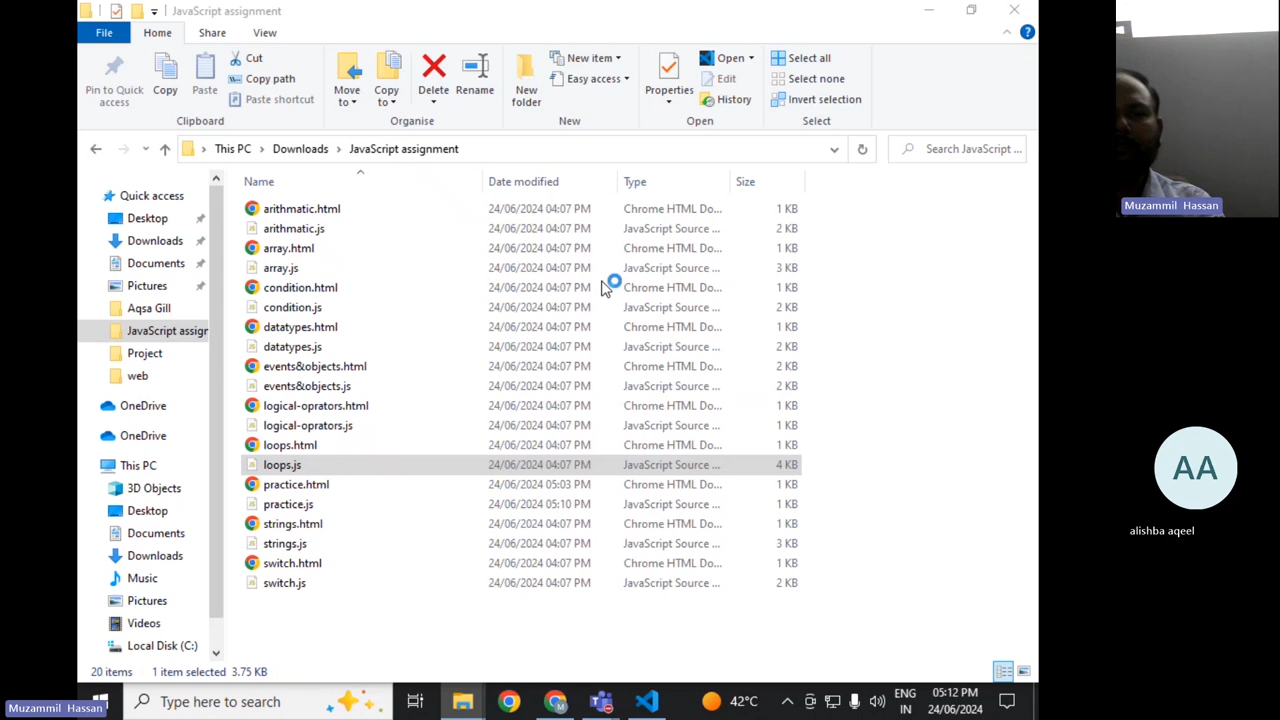 JavaScript assignment
File
Home
Share
View
Pin to Quick access
Copy
Paste
Cut
Copy path
Paste shortcut
Clipboard
Move to
Copy to
Delete
Rename
Organise
New folder
New item
Easy access
New
Properties
Open
Edit
History
Open
Select all
Select none
Invert selection
Select
This PC > Downloads > JavaScript assignment
Search JavaScript ...
Name Date modified Type Size
Quick access
Desktop
Downloads
Documents
Pictures
Aqsa Gill
JavaScript assigr
Project
web
OneDrive
OneDrive
This PC
3D Objects
Desktop
Documents
Downloads
Music
Pictures
Videos
Local Disk (C:)
arithmatic.html 24/06/2024 04:07 PM Chrome HTML Do... 1 KB
arithmatic.js 24/06/2024 04:07 PM JavaScript Source ... 2 KB
array.html 24/06/2024 04:07 PM Chrome HTML Do... 1 KB
array.js 24/06/2024 04:07 PM JavaScript Source ... 3 KB
condition.html 24/06/2024 04:07 PM Chrome HTML Do... 1 KB
condition.js 24/06/2024 04:07 PM JavaScript Source ... 2 KB
datatypes.html 24/06/2024 04:07 PM Chrome HTML Do... 1 KB
datatypes.js 24/06/2024 04:07 PM JavaScript Source ... 2 KB
events&objects.html 24/06/2024 04:07 PM Chrome HTML Do... 2 KB
events&objects.js 24/06/2024 04:07 PM JavaScript Source ... 2 KB
logical-oprators.html 24/06/2024 04:07 PM Chrome HTML Do... 1 KB
logical-oprators.js 24/06/2024 04:07 PM JavaScript Source ... 2 KB
loops.html 24/06/2024 04:07 PM Chrome HTML Do... 1 KB
loops.js 24/06/2024 04:07 PM JavaScript Source ... 4 KB
practice.html 24/06/2024 05:03 PM Chrome HTML Do... 1 KB
practice.js 24/06/2024 05:10 PM JavaScript Source ... 1 KB
strings.html 24/06/2024 04:07 PM Chrome HTML Do... 1 KB
strings.js 24/06/2024 04:07 PM JavaScript Source ... 3 KB
switch.html 24/06/2024 04:07 PM Chrome HTML Do... 1 KB
switch.js 24/06/2024 04:07 PM JavaScript Source ... 2 KB
20 items 1 item selected 3.75 KB
Muzammil Hassan
Type here to search
42°C
ENG
IN
05:12 PM
24/06/2024
Muzammil Hassan
AA
alishba aqeel